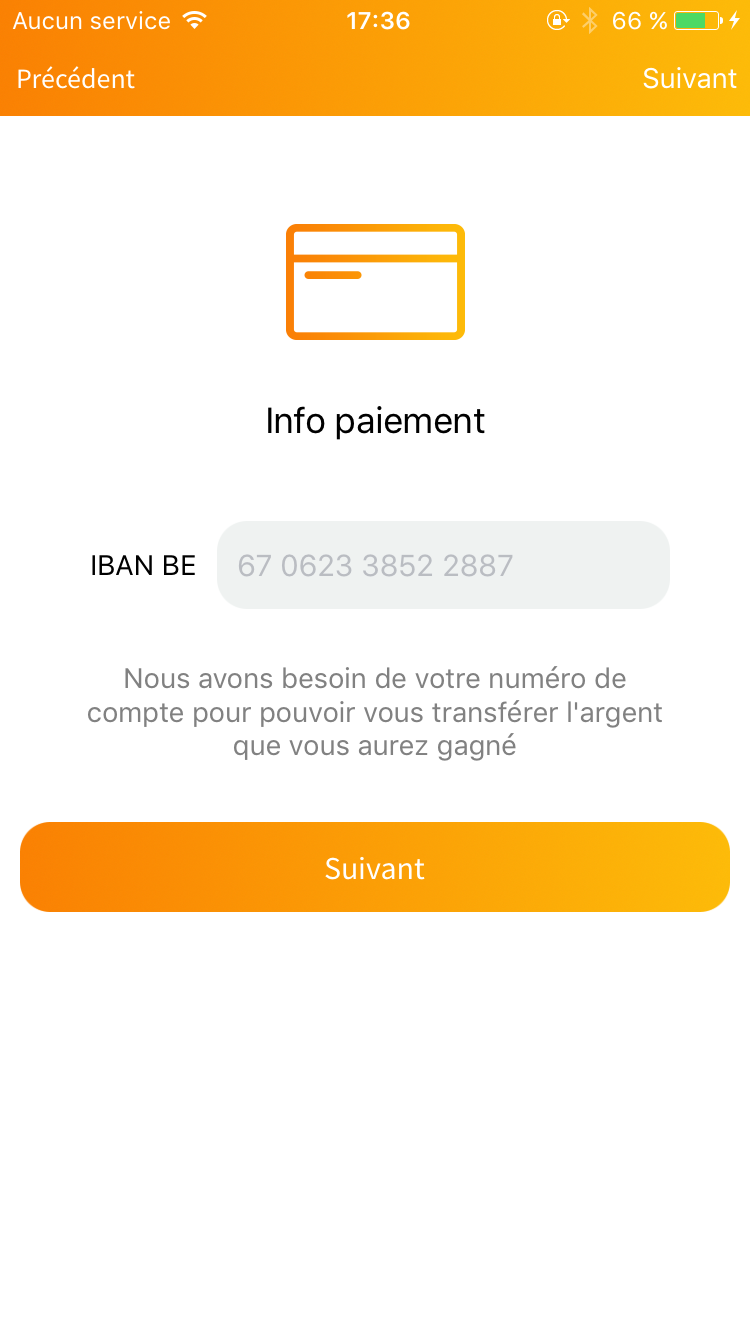 Aucun service 17:36 66 %
Précédent Suivant
Info paiement
IBAN BE 67 0623 3852 2887
Nous avons besoin de votre numéro de
compte pour pouvoir vous transférer l'argent
que vous aurez gagné
Suivant